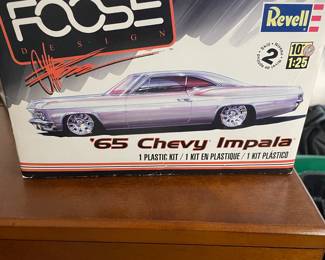 FOOSE
DESIGN
Revell
Skill 2
10+
1:25
'65 Chevy Impala
1 PLASTIC KIT / 1 KIT EN PLASTIQUE / 1 KIT PLÁSTICO